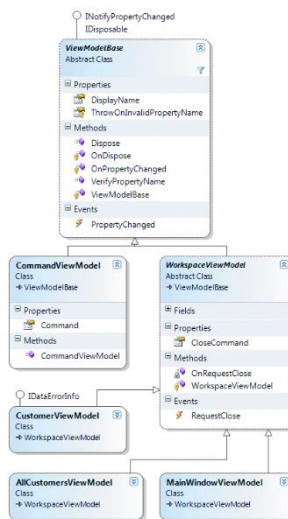 INotifyPropertyChanged
IDisposable
ViewModelBase
Abstract Class
Properties
DisplayName
ThrowOnInvalidPropertyName
Methods
Dispose
OnDispose
OnPropertyChanged
VerifyPropertyName
ViewModelBase
Events
PropertyChanged
CommandViewModel
Class
ViewModelBase
Properties
Command
Methods
CommandViewModel
WorkspaceViewModel
Abstract Class
ViewModelBase
Fields
Properties
CloseCommand
Methods
OnRequestClose
WorkspaceViewModel
Events
RequestClose
IDataErrorInfo
CustomerViewModel
Class
WorkspaceViewModel
AllCustomersViewModel
Class
WorkspaceViewModel
MainWindowViewModel
Class
WorkspaceViewModel